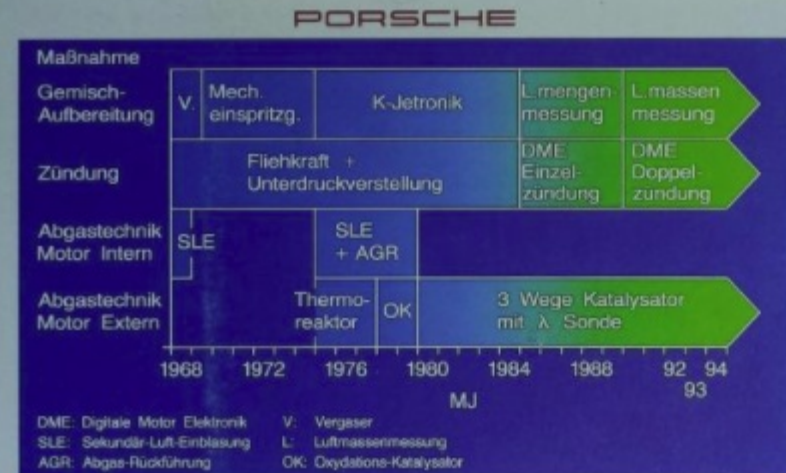 PORSCHE
Maßnahme
Gemisch-
Aufbereitung
V.
Mech.
einspritzg.
K-Jetronik
L.mengen-
messung
L.massen
messung
Zündung
Fliehkraft +
Unterdruckverstellung
DME
Einzel-
zündung
DME
Doppel-
zündung
Abgastechnik
Motor Intern
SLE
SLE
+ AGR
Abgastechnik
Motor Extern
Thermo-
reaktor
OK
3 Wege Katalysator
mit λ Sonde
1968 1972 1976 1980 1984 1988 92 94
93
MJ
DME: Digitale Motor Elektronik V: Vergaser
SLE: Sekundär-Luft-Einblasung L: Luftmassenmessung
AGR: Abgas-Rückführung OK: Oxydations-Katalysator